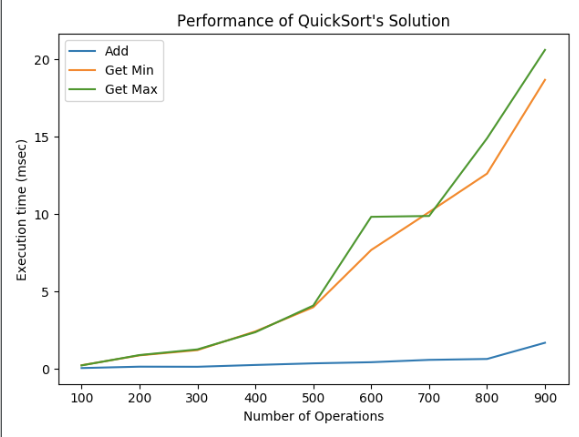 Performance of QuickSort's Solution
Add
Get Min
Get Max
20
15
10
5
0
Execution time (msec)
100 200 300 400 500 600 700 800 900
Number of Operations